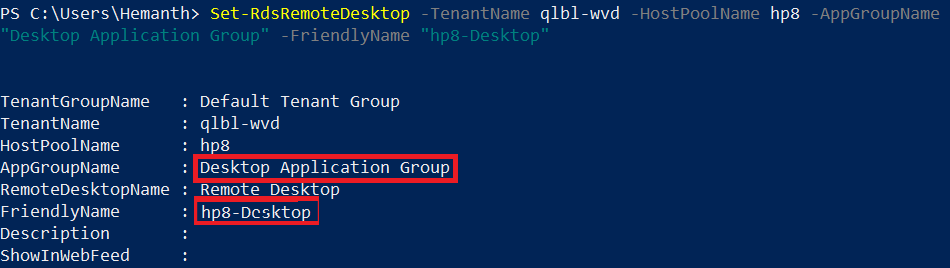 PS C:\Users\Hemanth> Set-RdsRemoteDesktop -TenantName qlbl-wvd -HostPoolName hp8 -AppGroupName
"Desktop Application Group" -FriendlyName "hp8-Desktop"
TenantGroupName : Default Tenant Group
TenantName : qlbl-wvd
HostPoolName : hp8
AppGroupName : Desktop Application Group
RemoteDesktopName : Remote Desktop
FriendlyName : hp8-Desktop
Description :
ShowInWebFeed :